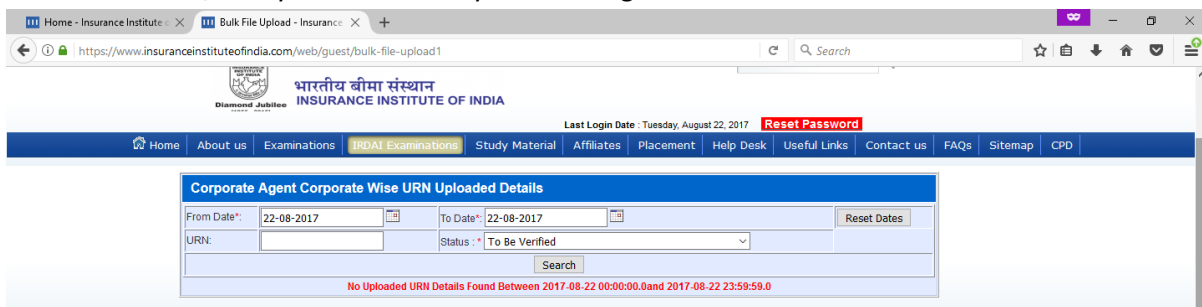 Home - Insurance Institute o
Bulk File Upload - Insurance
https://www.insuranceinstituteofindia.com/web/guest/bulk-file-upload1
Search
भारतीय बीमा संस्थान
Diamond Jubilee
INSURANCE INSTITUTE OF INDIA
Last Login Date : Tuesday, August 22, 2017 Reset Password
Home About us Examinations IRDAI Examinations Study Material Affiliates Placement Help Desk Useful Links Contact us FAQs Sitemap CPD
Corporate Agent Corporate Wise URN Uploaded Details
From Date*: 22-08-2017 To Date*: 22-08-2017 Reset Dates
URN: Status : * To Be Verified
Search
No Uploaded URN Details Found Between 2017-08-22 00:00:00.0and 2017-08-22 23:59:59.0